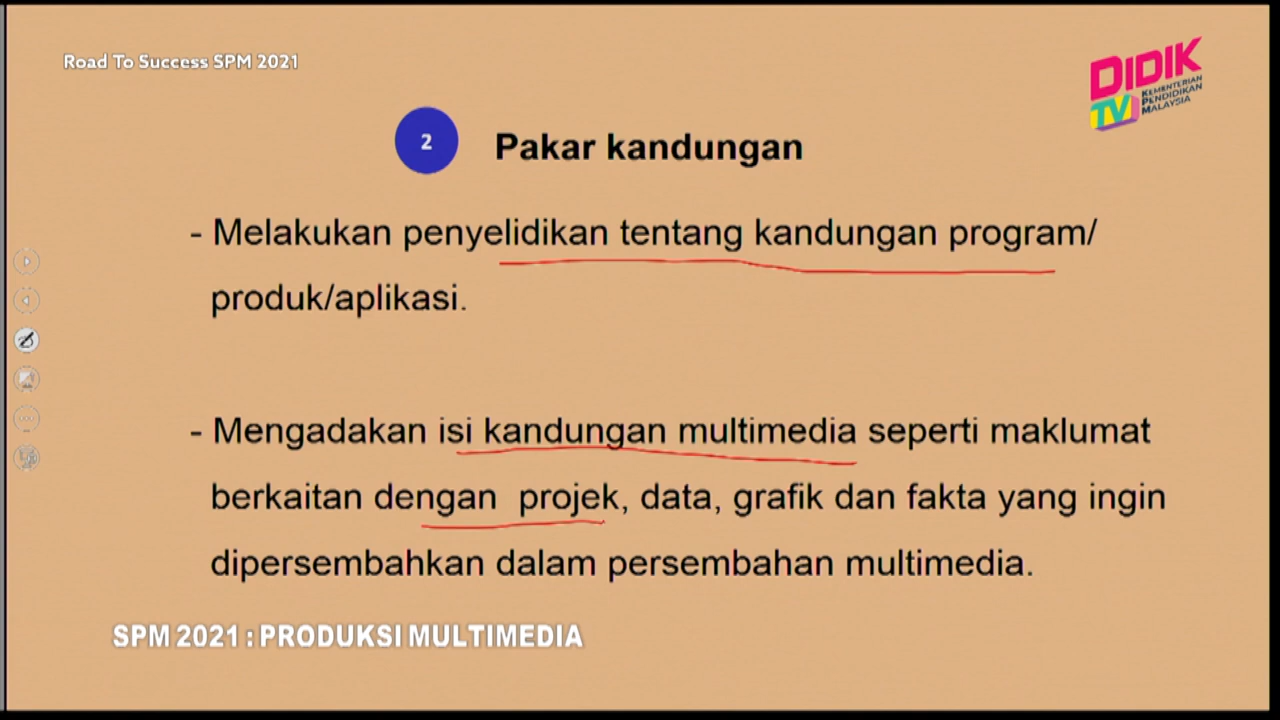 Road To Success SPM 2021
DIDIK
TV
KEMENTERIAN
PENDIDIKAN
MALAYSIA
2
Pakar kandungan
- Melakukan penyelidikan tentang kandungan program/
produk/aplikasi.
- Mengadakan isi kandungan multimedia seperti maklumat
berkaitan dengan projek, data, grafik dan fakta yang ingin
dipersembahkan dalam persembahan multimedia.
SPM 2021 : PRODUKSI MULTIMEDIA